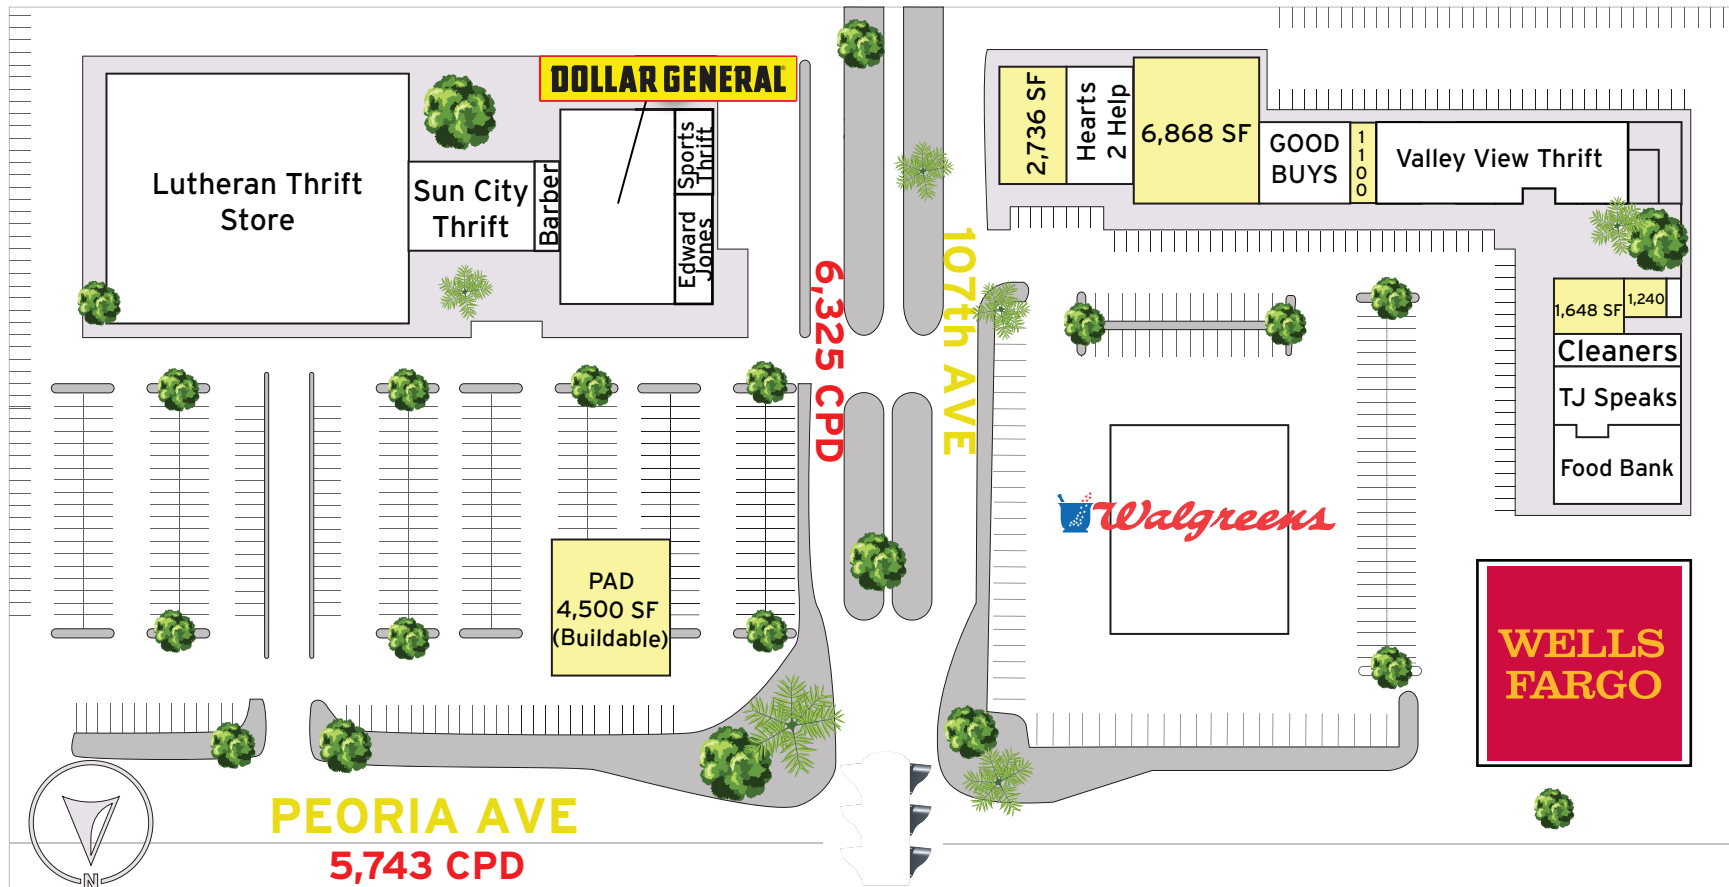 DOLLAR GENERAL
Lutheran Thrift
Store
Sun City
Thrift
Barber
Sports
Thrift
Edward
Jones
2,736 SF
Hearts
2 Help
6,868 SF
GOOD
BUYS
1100
Valley View Thrift
1,648 SF
1,240
Cleaners
TJ Speaks
Food Bank
6,325 CPD
107th AVE
Walgreens
PAD
4,500 SF
(Buildable)
WELLS
FARGO
PEORIA AVE
5,743 CPD
N